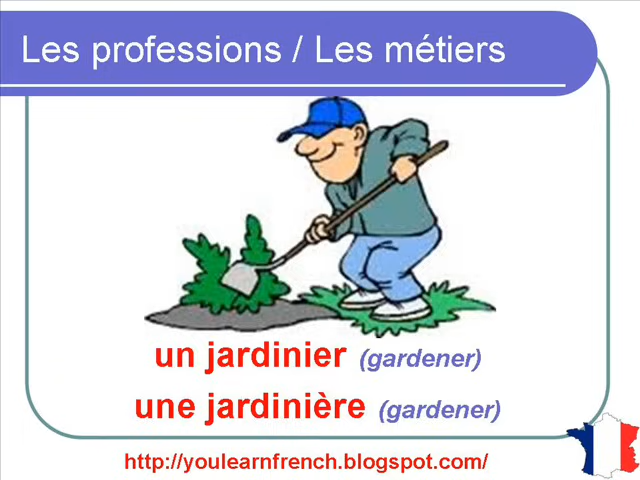 Les professions / Les métiers
un jardinier (gardener)
une jardinière (gardener)
http://youlearnfrench.blogspot.com/